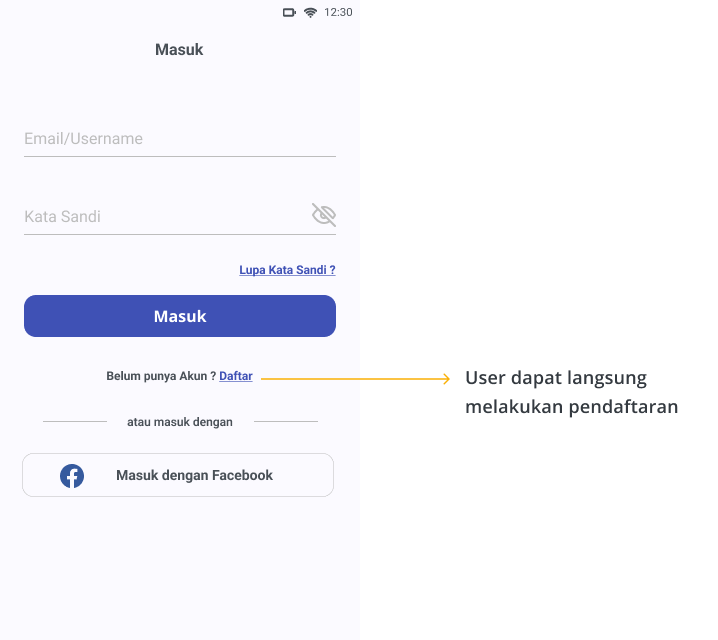 12:30
Masuk
Email/Username
Kata Sandi
Lupa Kata Sandi ?
Masuk
Belum punya Akun ? Daftar
User dapat langsung
melakukan pendaftaran
atau masuk dengan
Masuk dengan Facebook